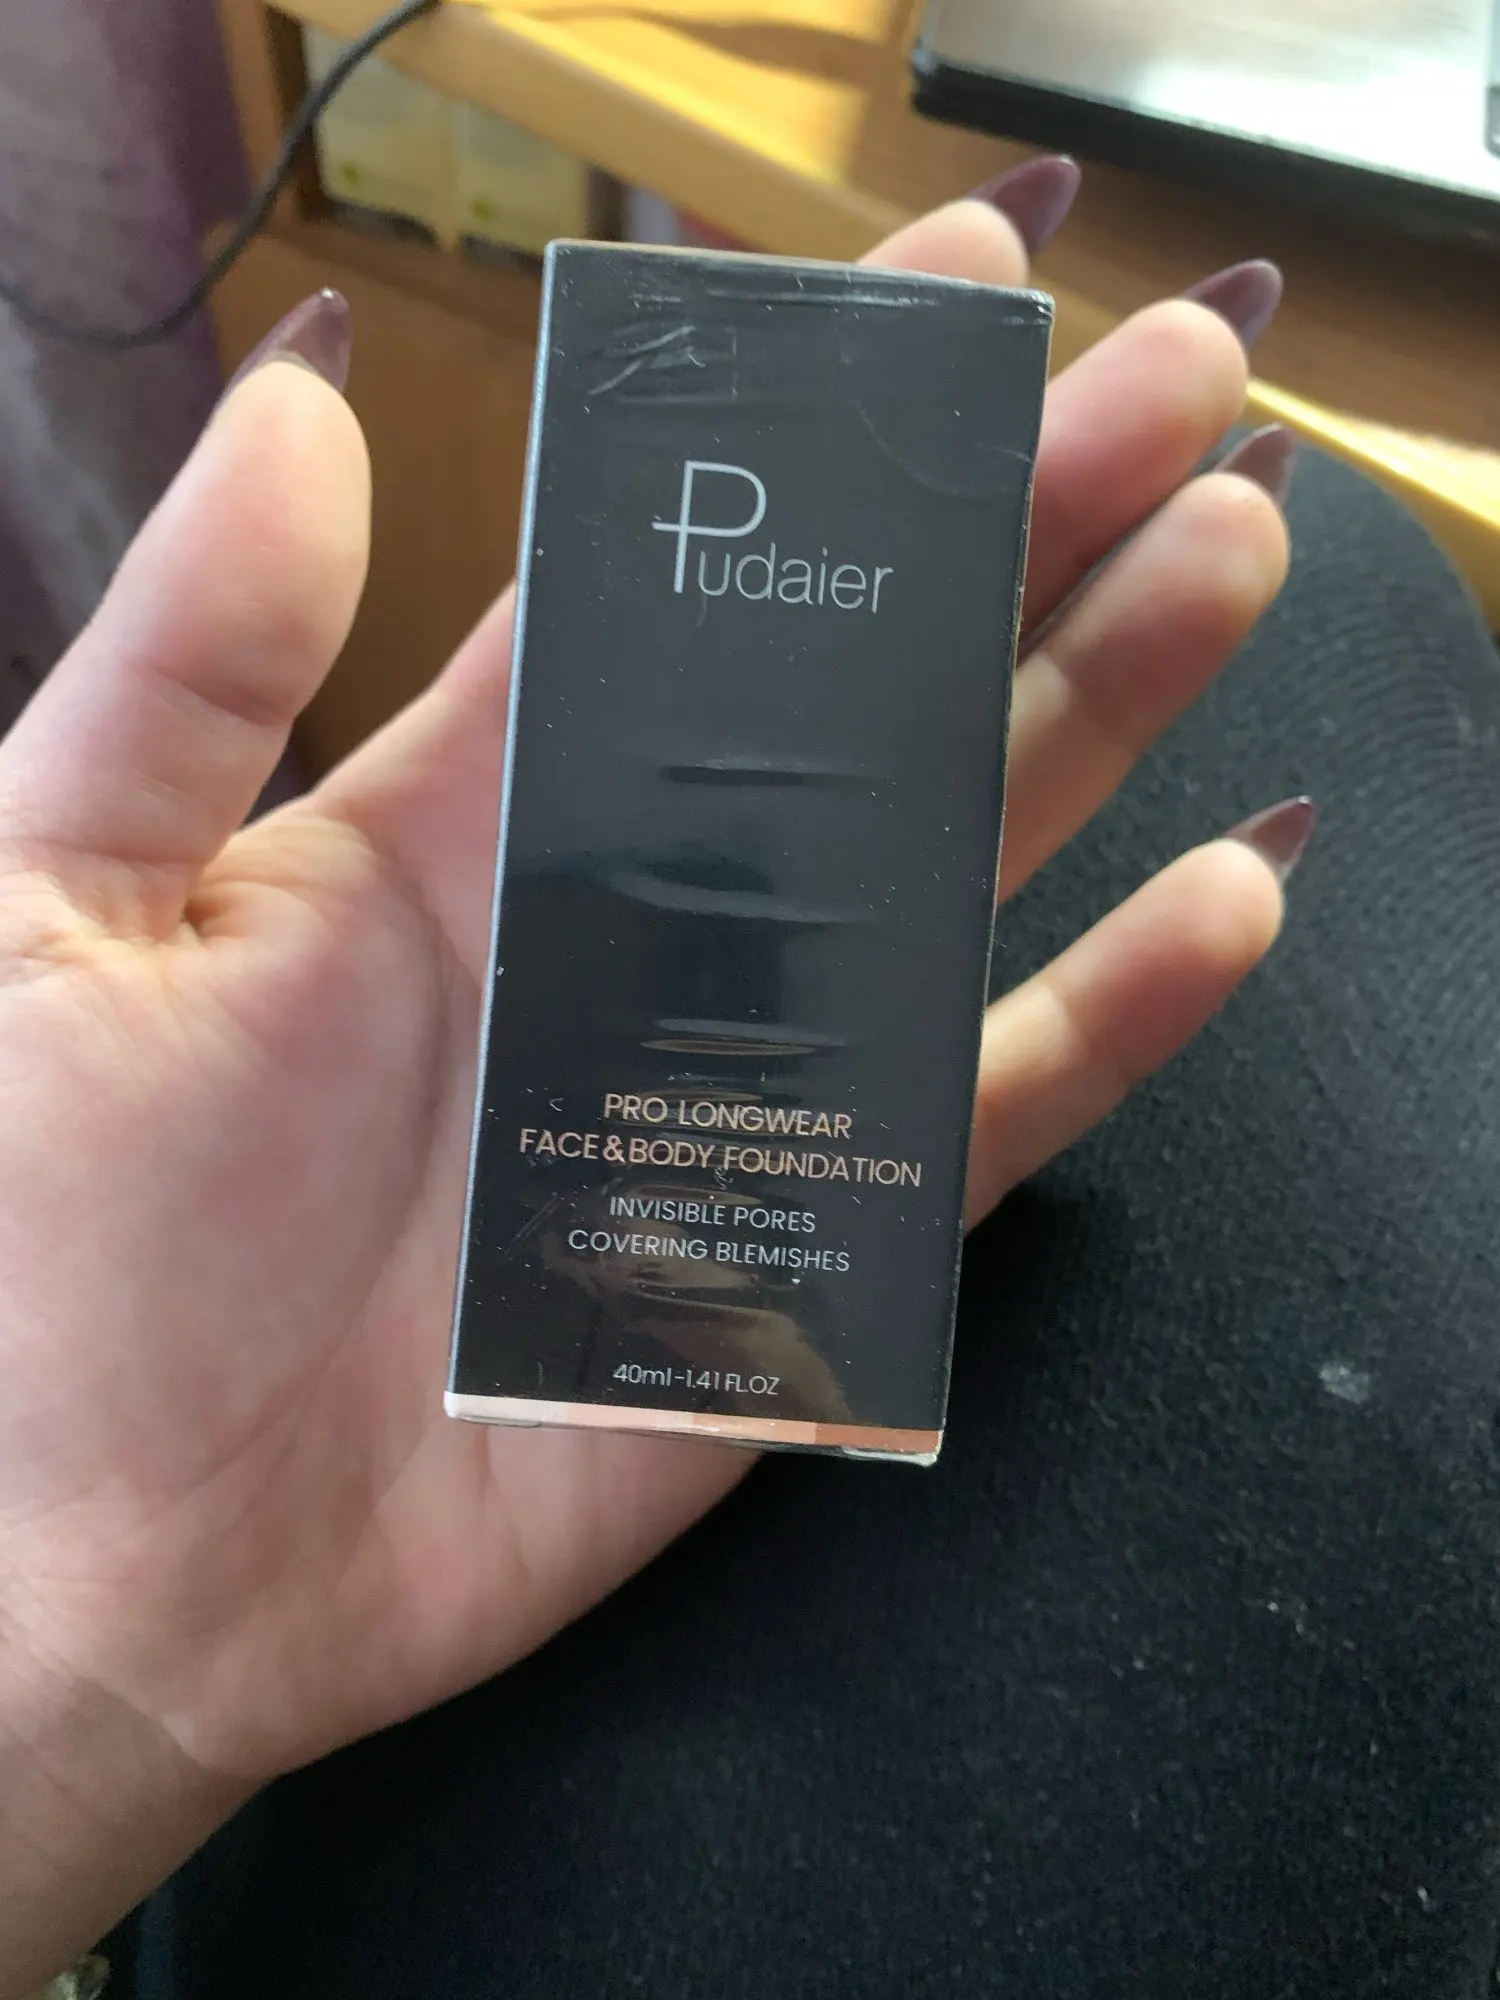 Pudaier
PRO LONGWEAR
FACE&BODY FOUNDATION
INVISIBLE PORES
COVERING BLEMISHES
40ml-1.41 FL.OZ